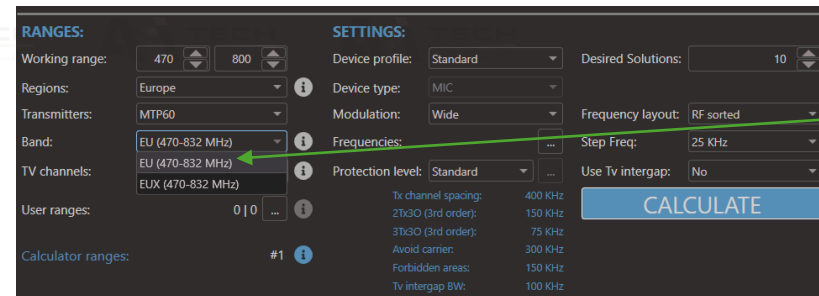 RANGES:
SETTINGS:
Working range: 470 800
Device profile: Standard
Desired Solutions: 10
Regions: Europe
Device type: MIC
Transmitters: MTP60
Modulation: Wide
Frequency layout: RF sorted
Band: EU (470-832 MHz)
Frequencies: ...
Step Freq: 25 KHz
EU (470-832 MHz)
TV channels:
Protection level: Standard ...
Use Tv intergap: No
EUX (470-832 MHz)
Tx channel spacing: 400 KHz
CALCULATE
User ranges: 0|0 ...
2Tx3O (3rd order): 150 KHz
3Tx3O (3rd order): 75 KHz
Avoid carrier: 300 KHz
Calculator ranges: #1
Forbidden areas: 150 KHz
Tv intergap BW: 100 KHz